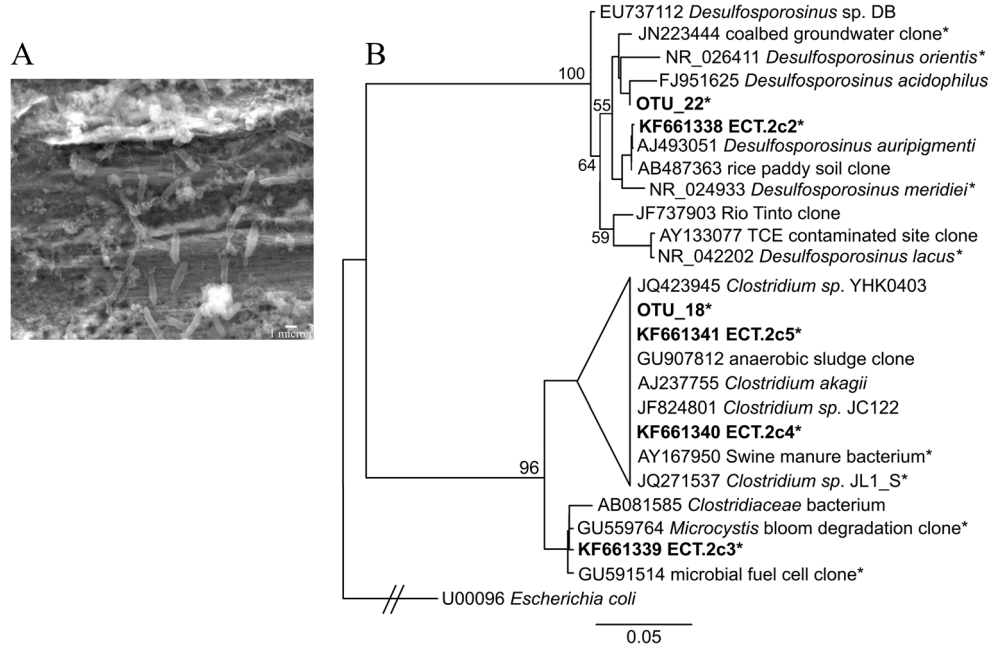 A
B
1 micron
EU737112 Desulfosporosinus sp. DB
JN223444 coalbed groundwater clone*
NR_026411 Desulfosporosinus orientis*
100
FJ951625 Desulfosporosinus acidophilus
55
OTU_22*
KF661338 ECT.2c2*
AJ493051 Desulfosporosinus auripigmenti
64
AB487363 rice paddy soil clone
NR_024933 Desulfosporosinus meridiei*
JF737903 Rio Tinto clone
59
AY133077 TCE contaminated site clone
NR_042202 Desulfosporosinus lacus*
JQ423945 Clostridium sp. YHK0403
OTU_18*
KF661341 ECT.2c5*
GU907812 anaerobic sludge clone
AJ237755 Clostridium akagii
JF824801 Clostridium sp. JC122
KF661340 ECT.2c4*
AY167950 Swine manure bacterium*
96
JQ271537 Clostridium sp. JL1_S*
AB081585 Clostridiaceae bacterium
GU559764 Microcystis bloom degradation clone*
KF661339 ECT.2c3*
GU591514 microbial fuel cell clone*
U00096 Escherichia coli
0.05